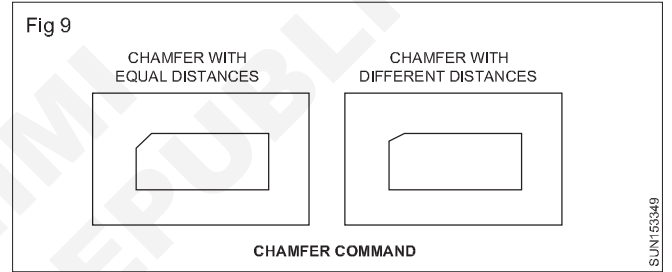 Fig 9
CHAMFER WITH
EQUAL DISTANCES
CHAMFER WITH
DIFFERENT DISTANCES
CHAMFER COMMAND
SUN153349